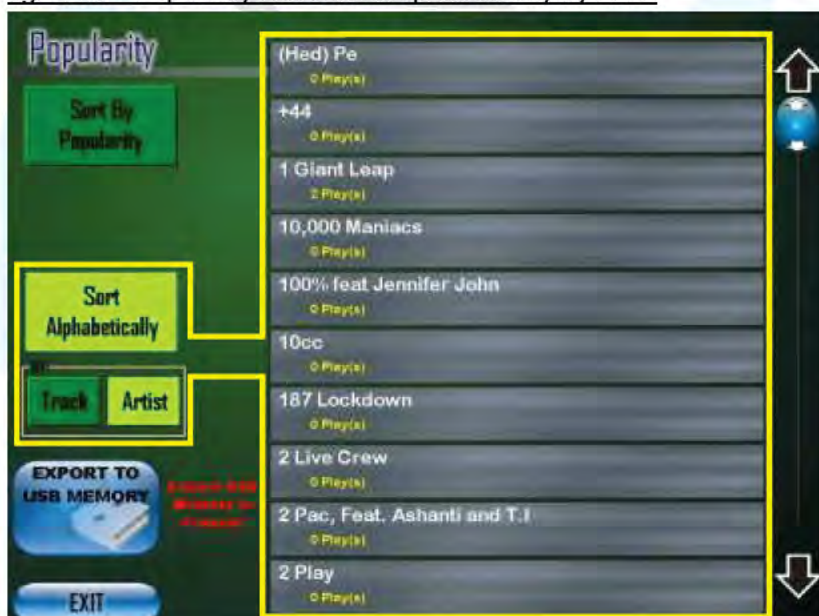 Popularity
Sort By
Popularity
Sort
Alphabetically
Track
Artist
EXPORT TO
USB MEMORY
EXIT
(Hed) Pe
0 Play(s)
+44
0 Play(s)
1 Giant Leap
2 Play(s)
10,000 Maniacs
0 Play(s)
100% feat Jennifer John
0 Play(s)
10cc
0 Play(s)
187 Lockdown
0 Play(s)
2 Live Crew
0 Play(s)
2 Pac, Feat. Ashanti and T.I
0 Play(s)
2 Play
0 Play(s)